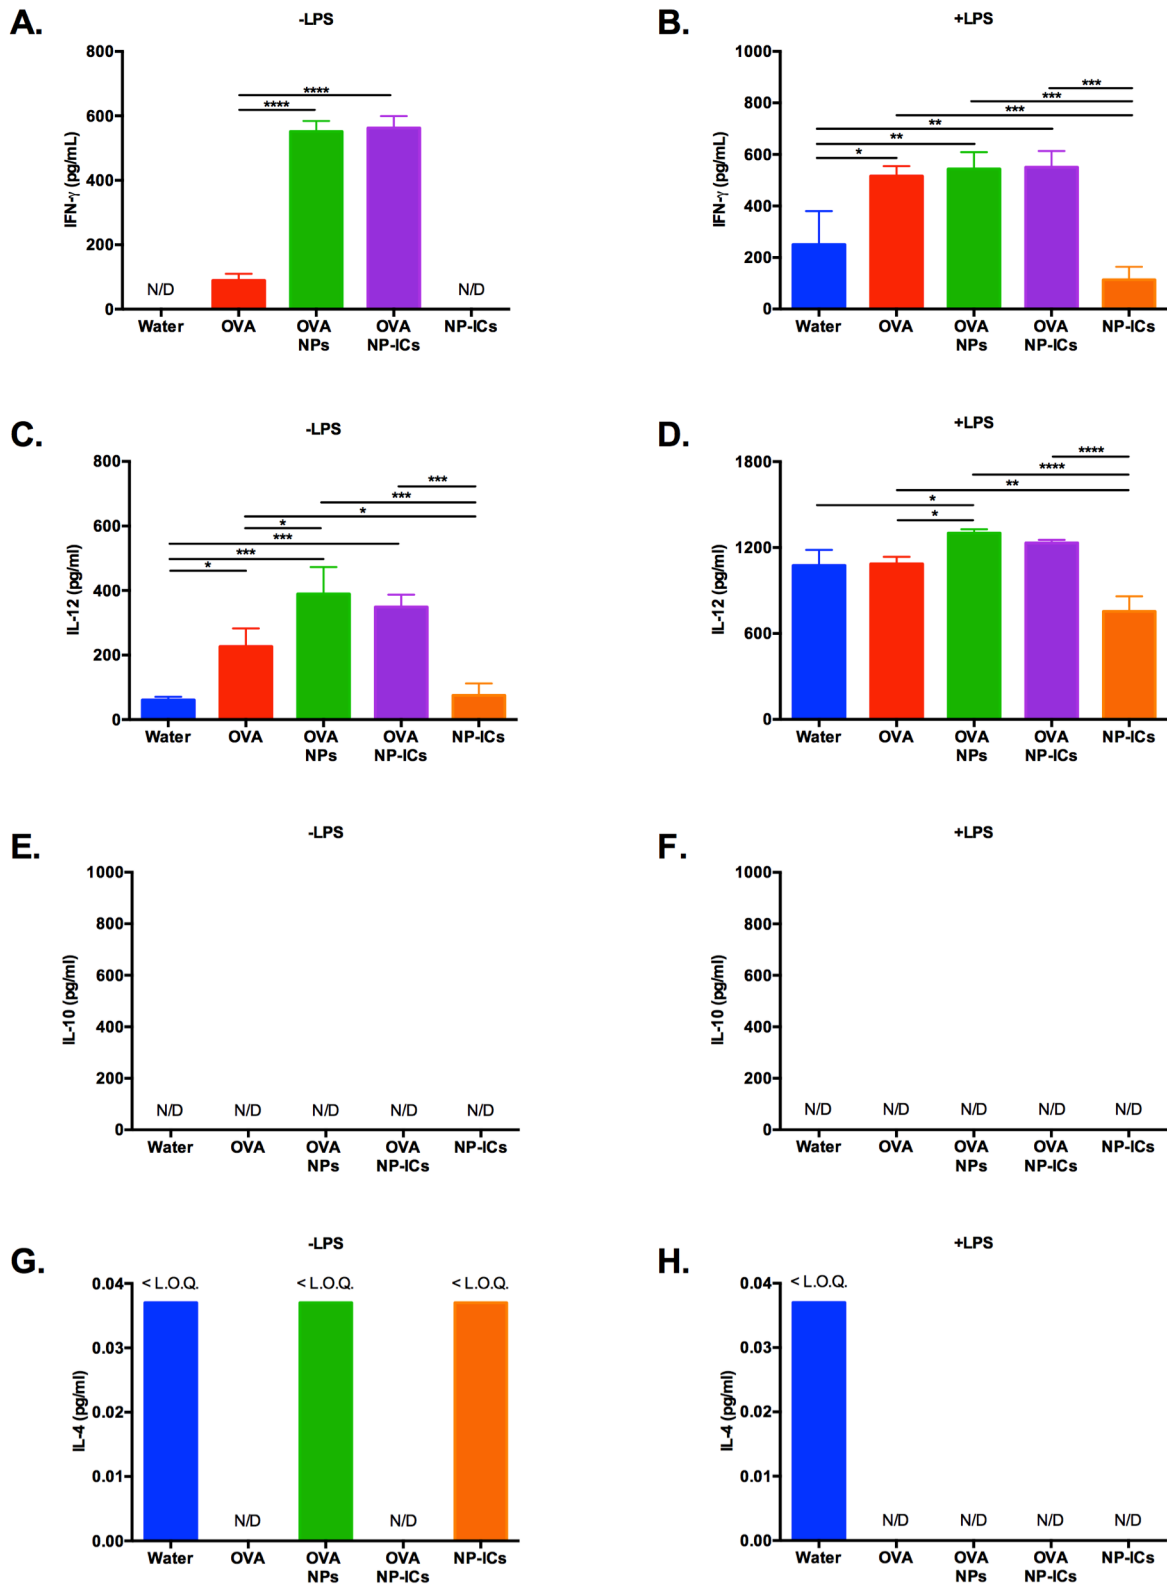 A.
-LPS
IFN-γ (pg/mL)
800
600
400
200
0
****
****
N/D
N/D
Water
OVA
OVA
NPs
OVA
NP-ICs
NP-ICs
B.
+LPS
IFN-γ (pg/mL)
1000
800
600
400
200
0
***
***
***
**
**
*
Water
OVA
OVA
NPs
OVA
NP-ICs
NP-ICs
C.
-LPS
IL-12 (pg/ml)
800
600
400
200
0
***
***
*
*
***
***
*
Water
OVA
OVA
NPs
OVA
NP-ICs
NP-ICs
D.
+LPS
IL-12 (pg/ml)
1800
1200
600
0
****
****
**
*
*
Water
OVA
OVA
NPs
OVA
NP-ICs
NP-ICs
E.
-LPS
IL-10 (pg/ml)
1000
800
600
400
200
0
N/D
N/D
N/D
N/D
N/D
Water
OVA
OVA
NPs
OVA
NP-ICs
NP-ICs
F.
+LPS
IL-10 (pg/ml)
1000
800
600
400
200
0
N/D
N/D
N/D
N/D
N/D
Water
OVA
OVA
NPs
OVA
NP-ICs
NP-ICs
G.
-LPS
IL-4 (pg/ml)
0.04
0.03
0.02
0.01
0.00
< L.O.Q.
N/D
< L.O.Q.
N/D
< L.O.Q.
Water
OVA
OVA
NPs
OVA
NP-ICs
NP-ICs
H.
+LPS
IL-4 (pg/ml)
0.04
0.03
0.02
0.01
0.00
< L.O.Q.
N/D
N/D
N/D
N/D
Water
OVA
OVA
NPs
OVA
NP-ICs
NP-ICs